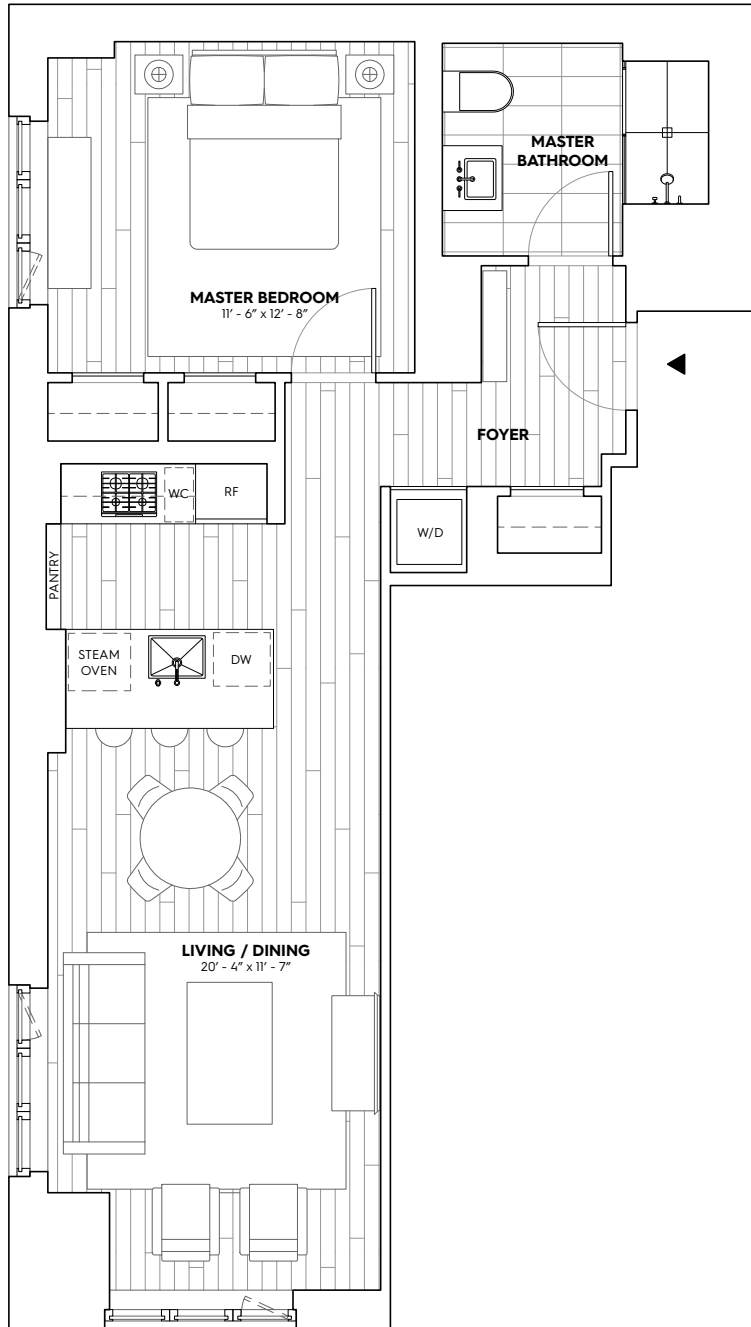 MASTER
BATHROOM
MASTER BEDROOM
11’ - 6” x 12’ - 8”
FOYER
WC
RF
W/D
PANTRY
STEAM
OVEN
DW
LIVING / DINING
20’ - 4” x 11’ - 7”